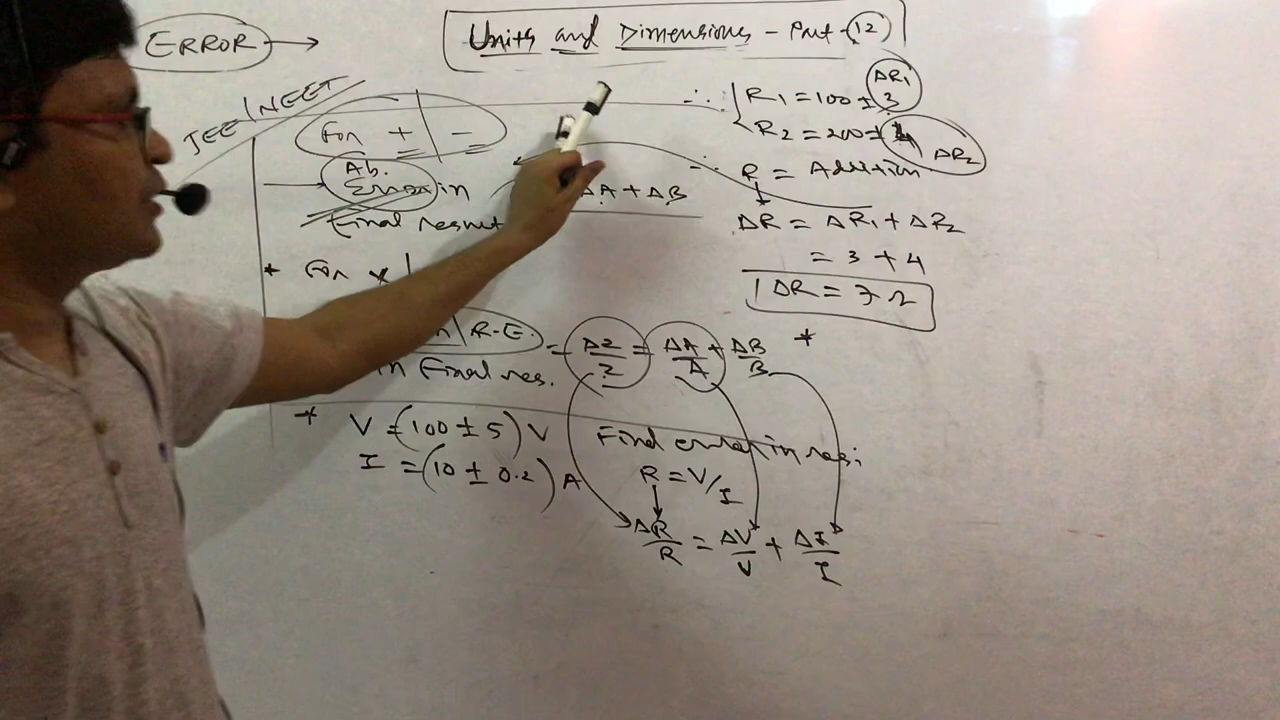 ERROR →
Units and Dimensions - Part - 12
JEE / NEET
For + / -
Ab.
Error in
Final result
ΔA + ΔB
∴ R1 = 100 ± 3
ΔR1
R2 = 200 ± 4
ΔR2
∴ R = Addition
ΔR = ΔR1 + ΔR2
= 3 + 4
ΔR = 7 Ω
* For × /
R.E.
in Final res.
= ΔZ/Z = ΔA/A + ΔB/B *
* V = (100 ± 5) V
I = (10 ± 0.2) A
Find error in resi
R = V/I
ΔR/R = ΔV/V + ΔI/I